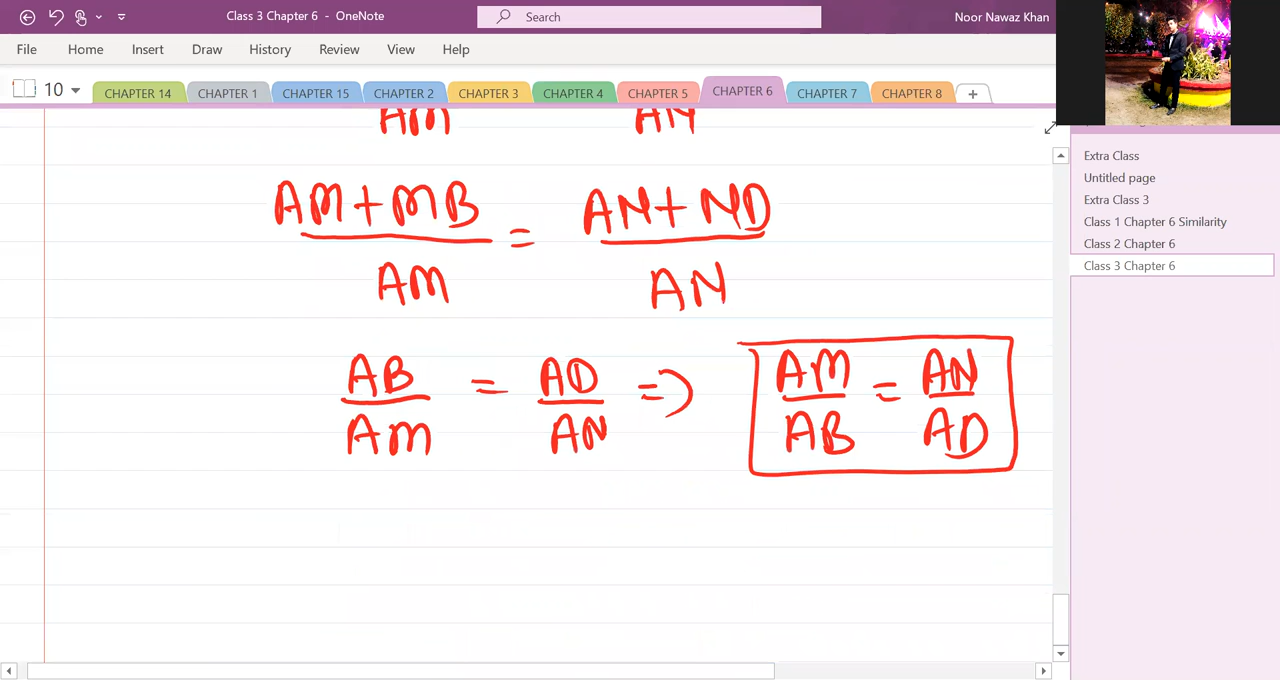 Class 3 Chapter 6 - OneNote
Search
Noor Nawaz Khan
File Home Insert Draw History Review View Help
10 CHAPTER 14 CHAPTER 1 CHAPTER 15 CHAPTER 2 CHAPTER 3 CHAPTER 4 CHAPTER 5 CHAPTER 6 CHAPTER 7 CHAPTER 8 +
AM AN
AM+MB = AN+ND
AM AN
AB = AD => AM = AN
AM AN AB AD
Extra Class
Untitled page
Extra Class 3
Class 1 Chapter 6 Similarity
Class 2 Chapter 6
Class 3 Chapter 6